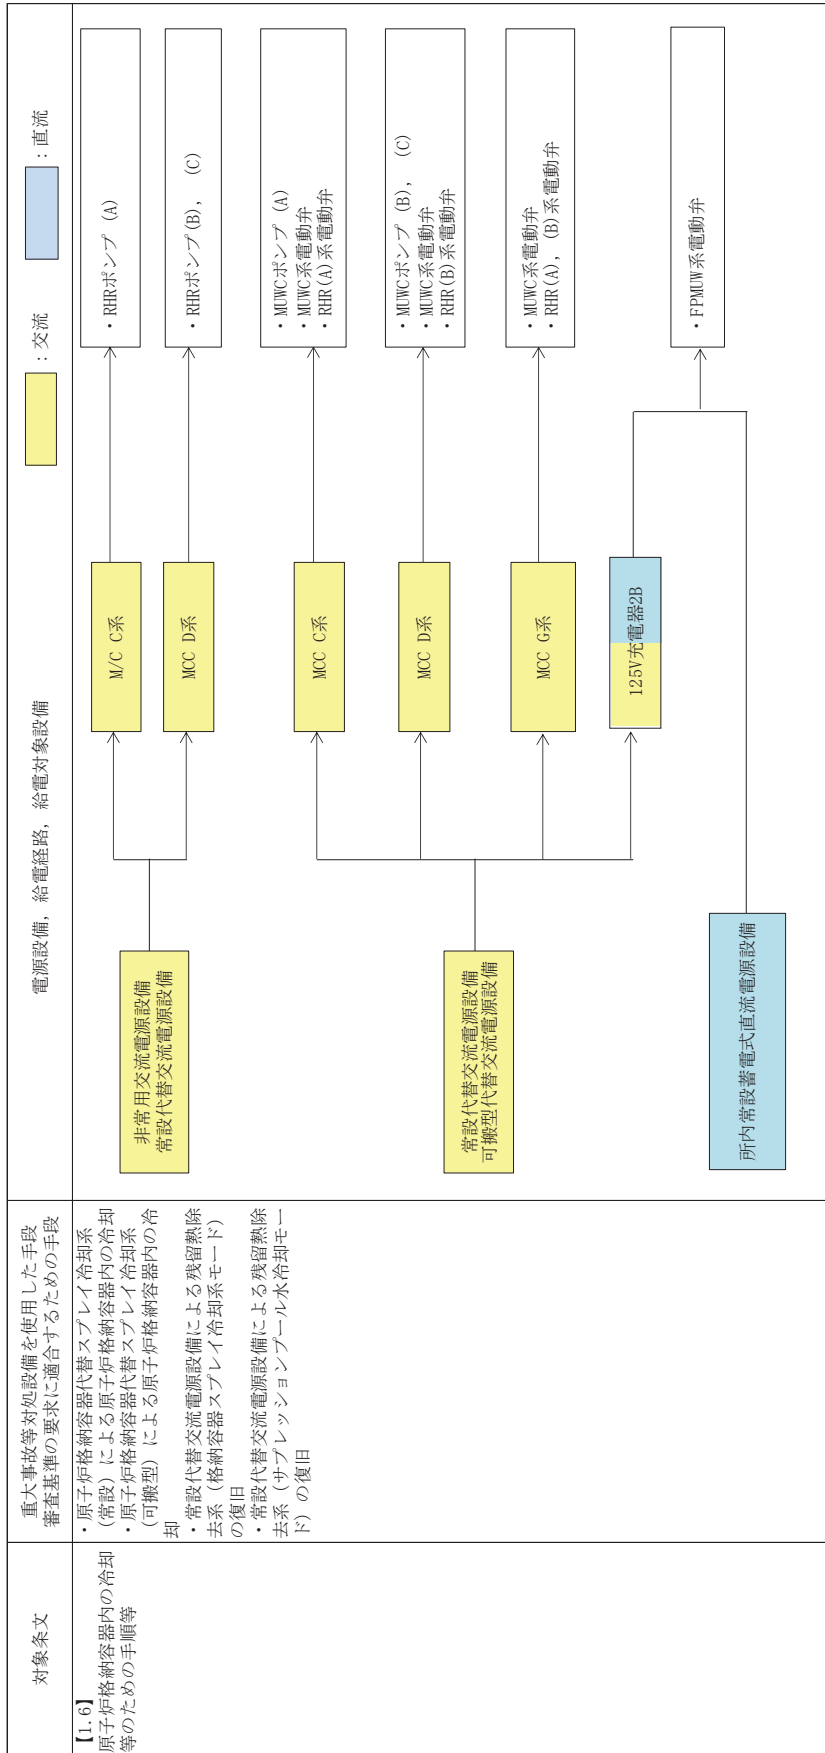 対象条文
【1.6】
原子炉格納容器内の冷却
等のための手順等
重大事故等対処設備を使用した手段
審査基準の要求に適合するための手段
・原子炉格納容器代替スプレイ冷却系
（常設）による原子炉格納容器内の冷却
・原子炉格納容器代替スプレイ冷却系
（可搬型）による原子炉格納容器内の冷
却
・常設代替交流電源設備による残留熱除
去系（格納容器スプレイ冷却系モード）
の復旧
・常設代替交流電源設備による残留熱除
去系（サプレッションプール水冷却モー
ド）の復旧
電源設備，給電経路，給電対象設備
：交流
：直流
非常用交流電源設備
常設代替交流電源設備
M/C C系
・RHRポンプ (A)
MCC D系
・RHRポンプ(B)， (C)
常設代替交流電源設備
可搬型代替交流電源設備
MCC C系
・MUWCポンプ (A)
・MUWC系電動弁
・RHR(A)系電動弁
MCC D系
・MUWCポンプ (B)， (C)
・MUWC系電動弁
・RHR(B)系電動弁
MCC G系
・MUWC系電動弁
・RHR(A)，(B)系電動弁
125V充電器2B
所内常設蓄電式直流電源設備
・FPMUW系電動弁